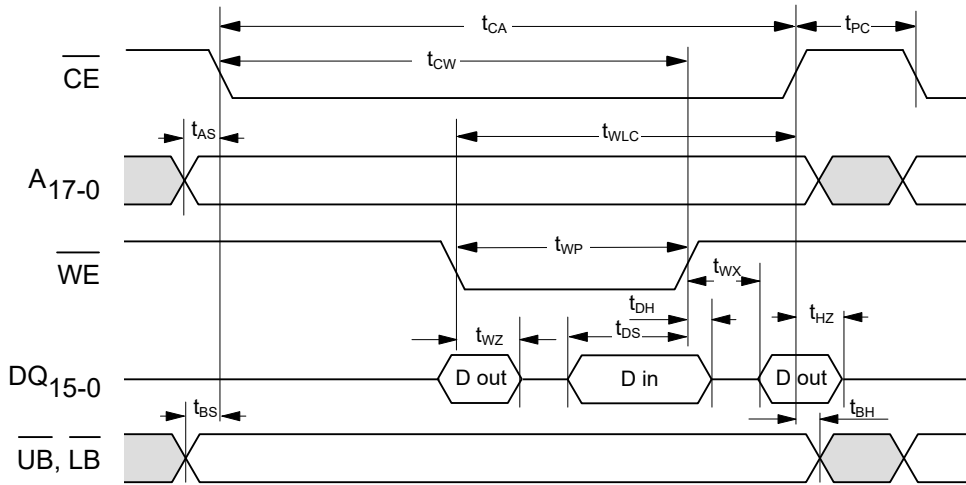 tCA
tPC
CE
tCW
tAS
tWLC
A17-0
WE
tWP
tWX
tDH
tHZ
tWZ
tDS
DQ15-0
D out
D in
D out
tBS
tBH
UB, LB